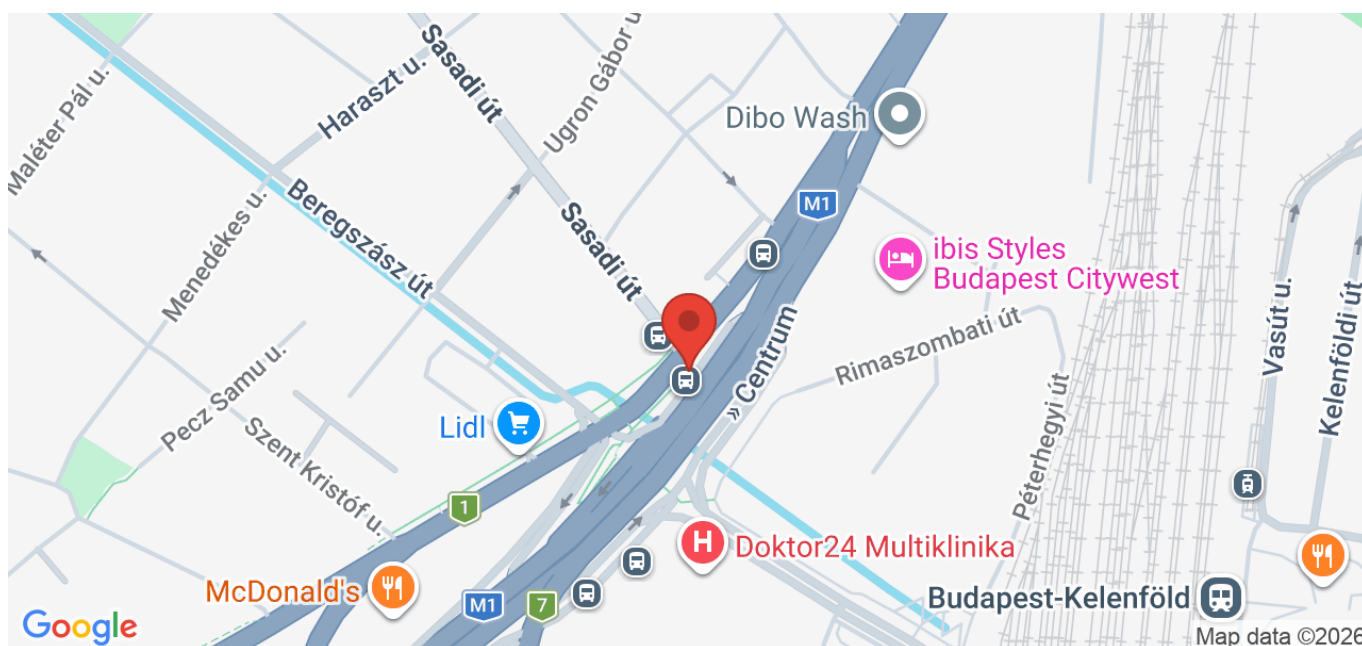 Maléter Pál u.
Haraszt u.
Sasadi út
Ugron Gábor u
Dibo Wash
M1
Menedékes u.
Beregszász út
Sasadi út
ibis Styles
Budapest Citywest
» Centrum
Rimaszombati út
Vasút u.
Kelenföldi út
Pecz Samu u.
Szent Kristóf u.
Lidl
1
Péterhegyi út
H
Doktor24 Multiklinika
McDonald's
M1
7
Budapest-Kelenföld
Google
Map data ©2026